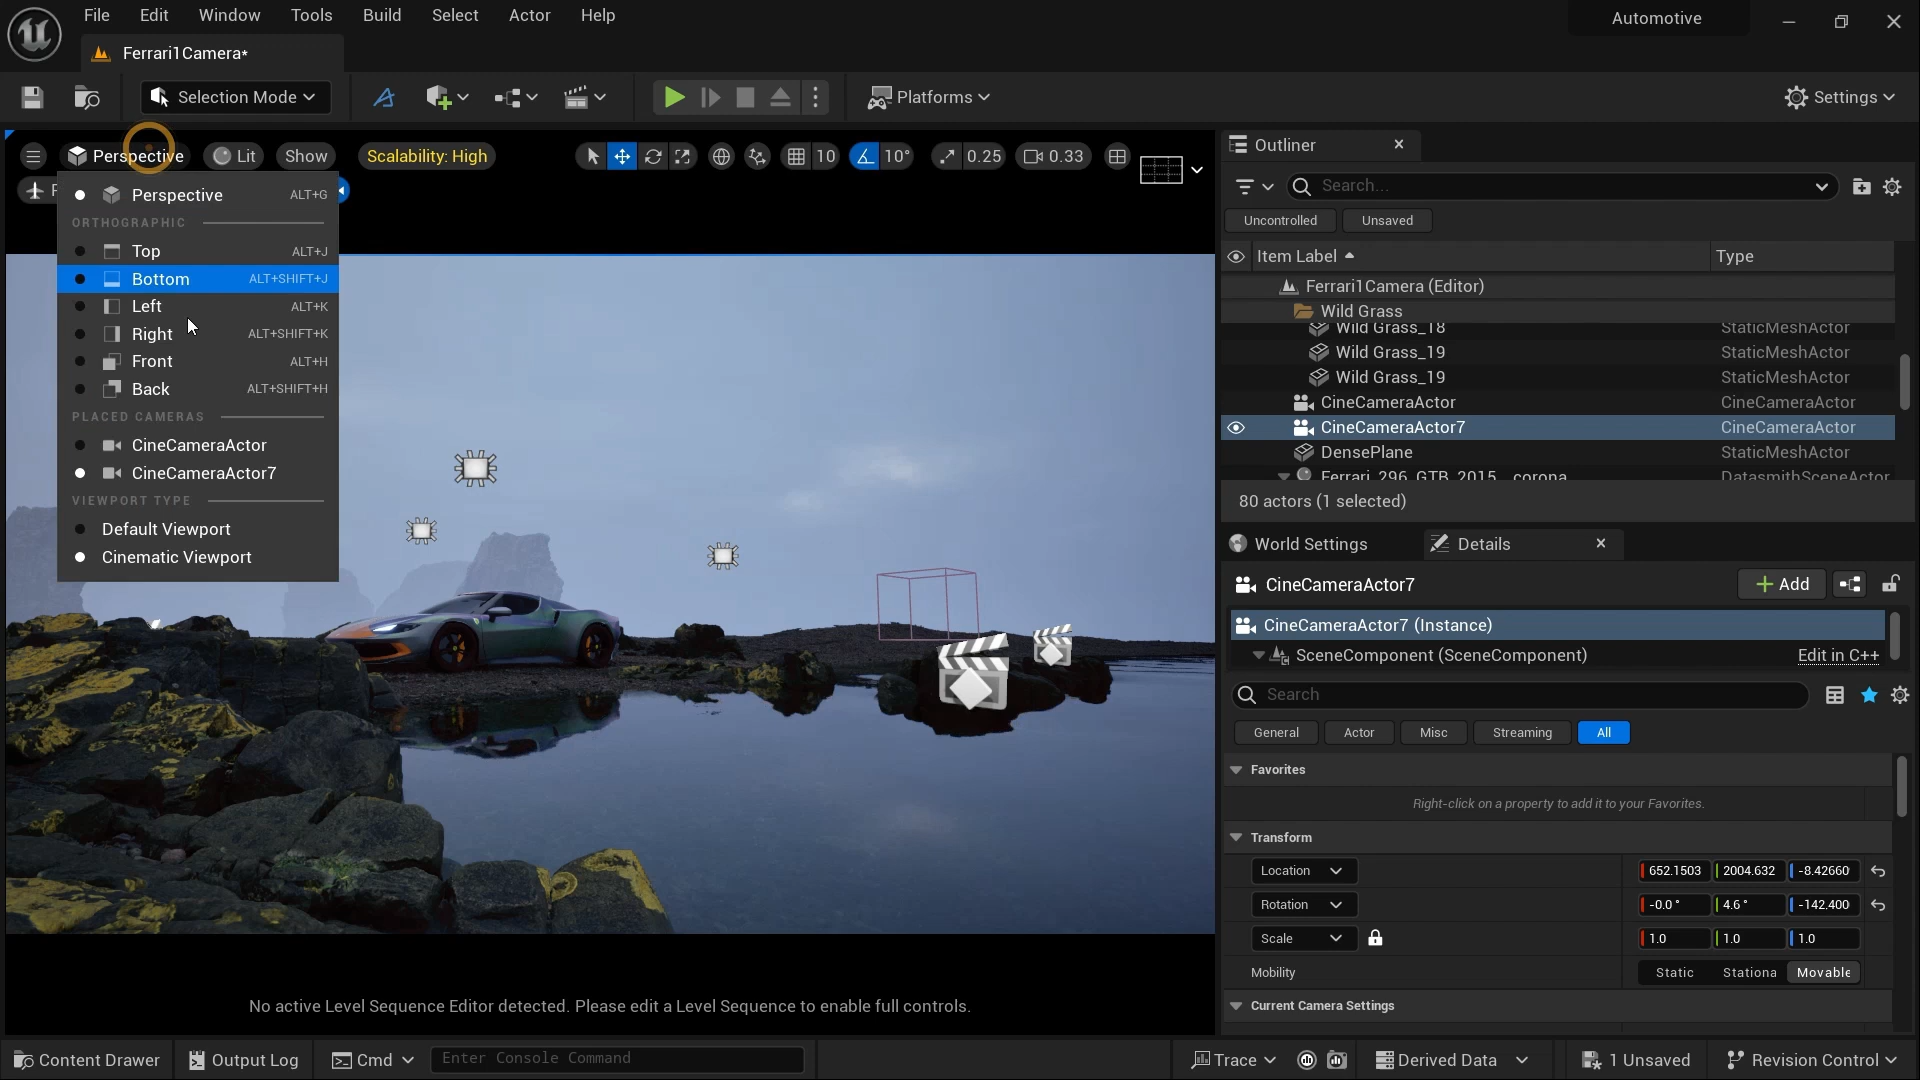 File Edit Window Tools Build Select Actor Help
Automotive
Ferrari1Camera*
Selection Mode
Platforms
Settings
Perspective Lit Show Scalability: High 10 10° 0.25 0.33
Perspective ALT+G
ORTHOGRAPHIC
Top ALT+J
Bottom ALT+SHIFT+J
Left ALT+K
Right ALT+SHIFT+K
Front ALT+H
Back ALT+SHIFT+H
PLACED CAMERAS
CineCameraActor
CineCameraActor7
VIEWPORT TYPE
Default Viewport
Cinematic Viewport
No active Level Sequence Editor detected. Please edit a Level Sequence to enable full controls.
Outliner
Search...
Uncontrolled Unsaved
Item Label Type
Ferrari1Camera (Editor)
Wild Grass
Wild Grass_18 StaticMeshActor
Wild Grass_19 StaticMeshActor
Wild Grass_19 StaticMeshActor
CineCameraActor CineCameraActor
CineCameraActor7 CineCameraActor
DensePlane StaticMeshActor
Ferrari_296_GTB_2015__corona DatasmithSceneActor
80 actors (1 selected)
World Settings Details
CineCameraActor7 Add
CineCameraActor7 (Instance)
SceneComponent (SceneComponent) Edit in C++
Search
General Actor Misc Streaming All
Favorites
Right-click on a property to add it to your Favorites.
Transform
Location 652.1503 2004.632 -8.42660
Rotation -0.0° 4.6° -142.400
Scale 1.0 1.0 1.0
Mobility Static Stationa Movable
Current Camera Settings
Content Drawer Output Log Cmd Enter Console Command Trace Derived Data 1 Unsaved Revision Control